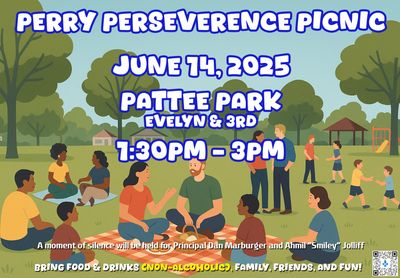 PERRY PERSEVERENCE PICNIC
JUNE 14, 2025
PATTEE PARK
EVELYN & 3RD
1:30PM - 3PM
A moment of silence will be held for Principal Dan Marburger and Ahmil "Smiley" Jolliff
BRING FOOD & DRINKS (NON-ALCOHOLIC), FAMILY, FRIENDS, AND FUN!